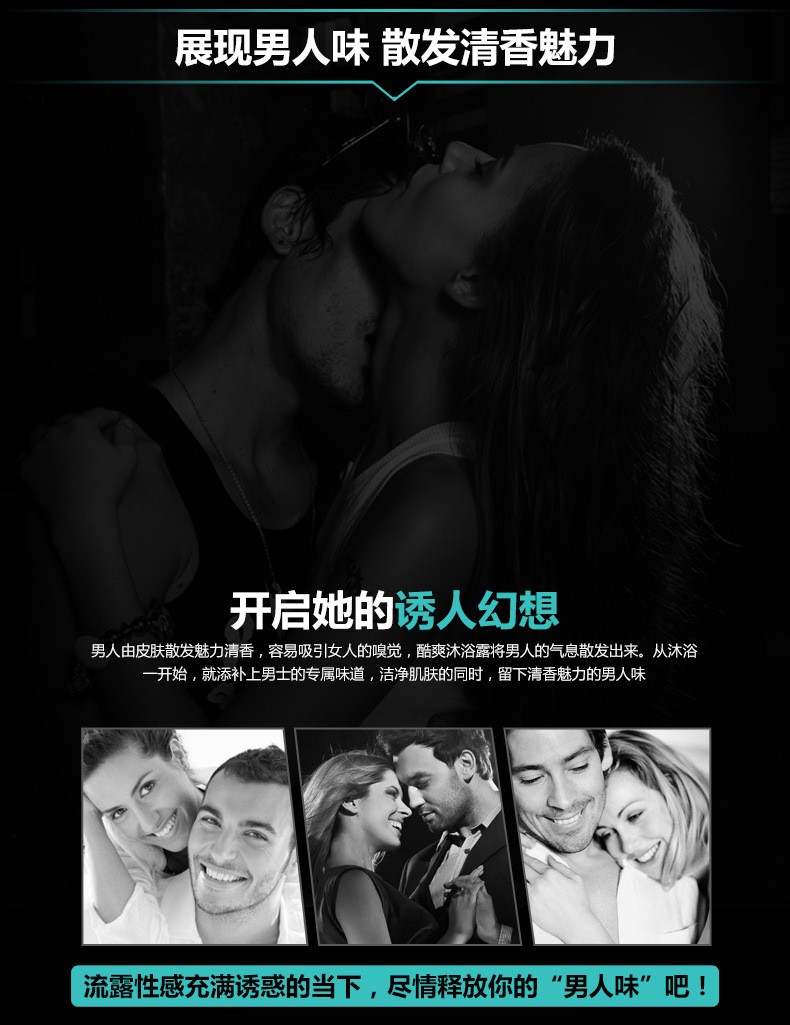 展现男人味 散发清香魅力
开启她的诱人幻想
男人由皮肤散发魅力清香，容易吸引女人的嗅觉，酷爽沐浴露将男人的气息散发出来。从沐浴
一开始，就添补上男士的专属味道，洁净肌肤的同时，留下清香魅力的男人味
流露性感充满诱惑的当下，尽情释放你的“男人味”吧！